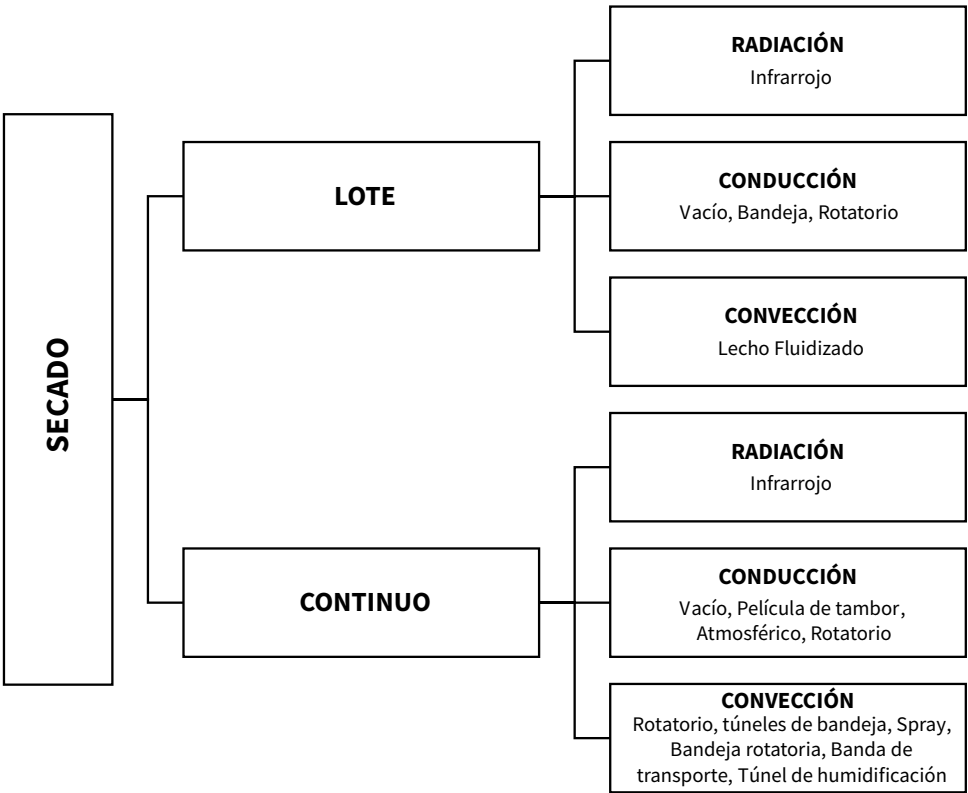 SECADO
LOTE
RADIACIÓN
Infrarrojo
CONDUCCIÓN
Vacío, Bandeja, Rotatorio
CONVECCIÓN
Lecho Fluidizado
CONTINUO
RADIACIÓN
Infrarrojo
CONDUCCIÓN
Vacío, Película de tambor,
Atmosférico, Rotatorio
CONVECCIÓN
Rotatorio, túneles de bandeja, Spray,
Bandeja rotatoria, Banda de
transporte, Túnel de humidificación